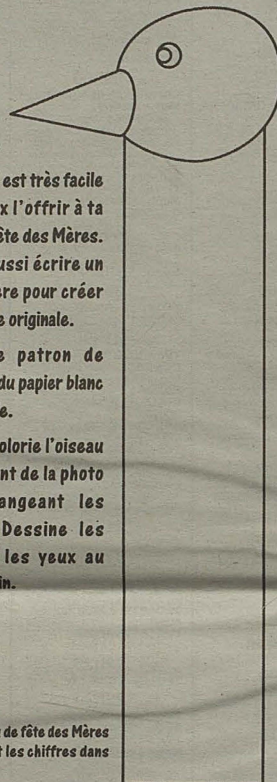 est très facile
x l'offrir à ta
ête des Mères.
ussi écrire un
ère pour créer
e originale.
e patron de
du papier blanc
e.
olorie l'oiseau
nt de la photo
angeant les
Dessine les
les yeux au
in.
de fête des Mères
t les chiffres dans